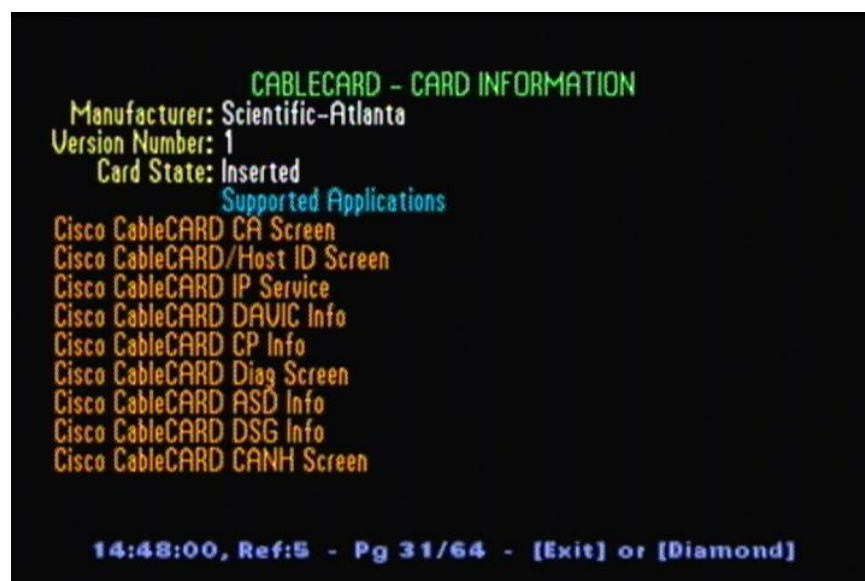 CABLECARD - CARD INFORMATION
Manufacturer: Scientific-Atlanta
Version Number: 1
Card State: Inserted
Supported Applications
Cisco CableCARD CA Screen
Cisco CableCARD/Host ID Screen
Cisco CableCARD IP Service
Cisco CableCARD DAVIC Info
Cisco CableCARD CP Info
Cisco CableCARD Diag Screen
Cisco CableCARD ASD Info
Cisco CableCARD DSG Info
Cisco CableCARD CANH Screen
14:48:00, Ref:5 - Pg 31/64 - [Exit] or [Diamond]